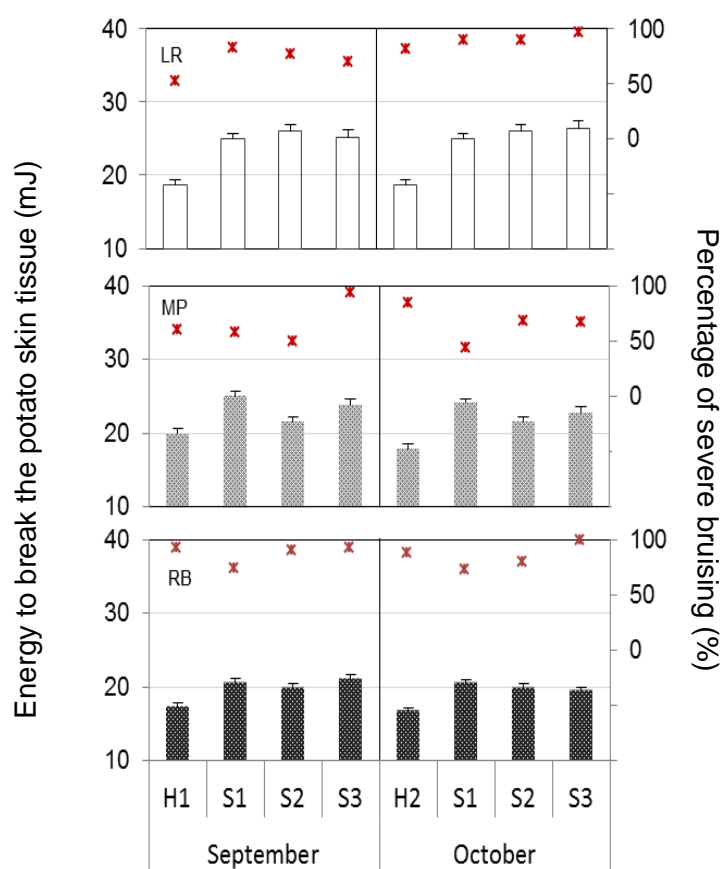 Energy to break the potato skin tissue (mJ)
40 100
LR
30 50
0
20
10
40 100
MP
30 50
0
20
10
40 100
RB
30 50
0
20
10
H1 S1 S2 S3 H2 S1 S2 S3
September October
Percentage of severe bruising (%)